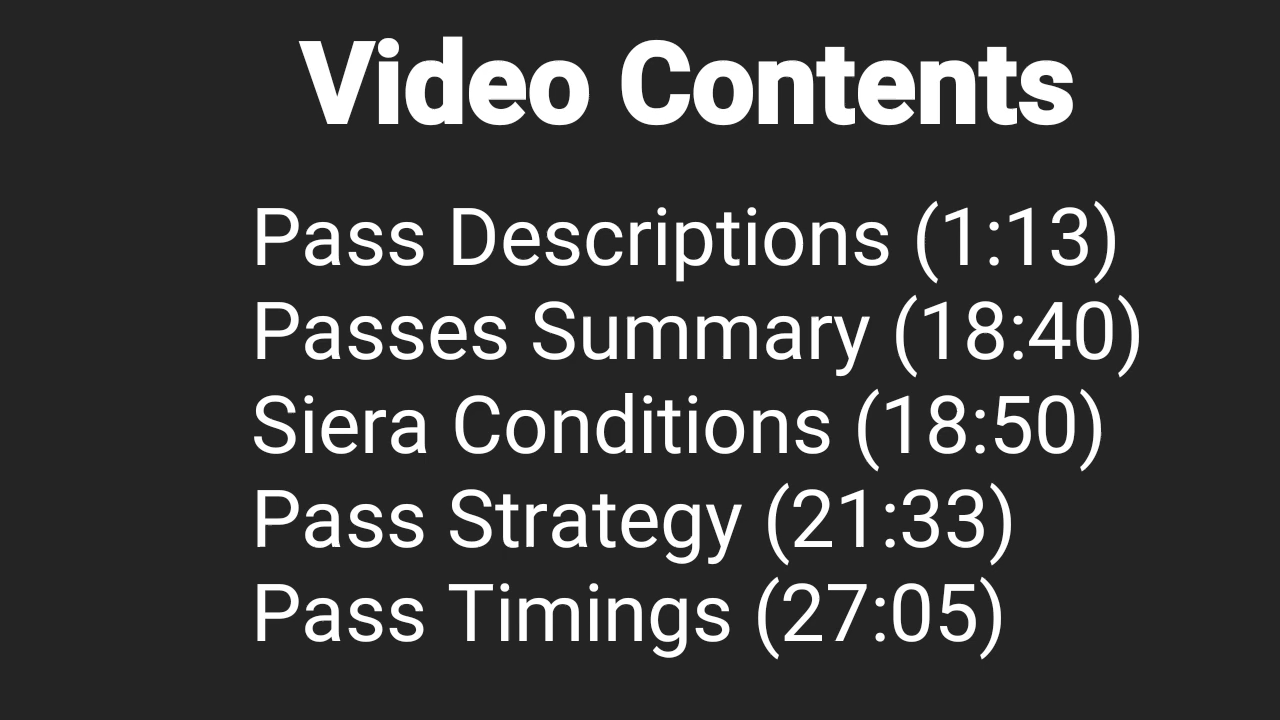 Video Contents
Pass Descriptions (1:13)
Passes Summary (18:40)
Siera Conditions (18:50)
Pass Strategy (21:33)
Pass Timings (27:05)